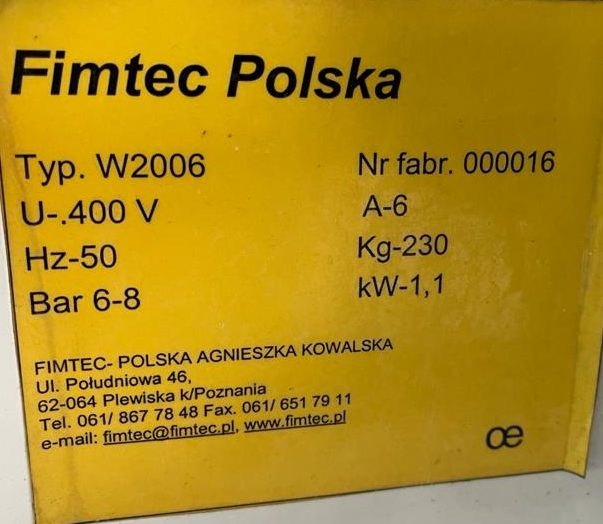 Fimtec Polska
Typ. W2006 Nr fabr. 000016
U-.400 V A-6
Hz-50 Kg-230
Bar 6-8 kW-1,1
FIMTEC- POLSKA AGNIESZKA KOWALSKA
Ul. Południowa 46,
62-064 Plewiska k/Poznania
Tel. 061/ 867 78 48 Fax. 061/ 651 79 11
e-mail: fimtec@fimtec.pl, www.fimtec.pl
œ